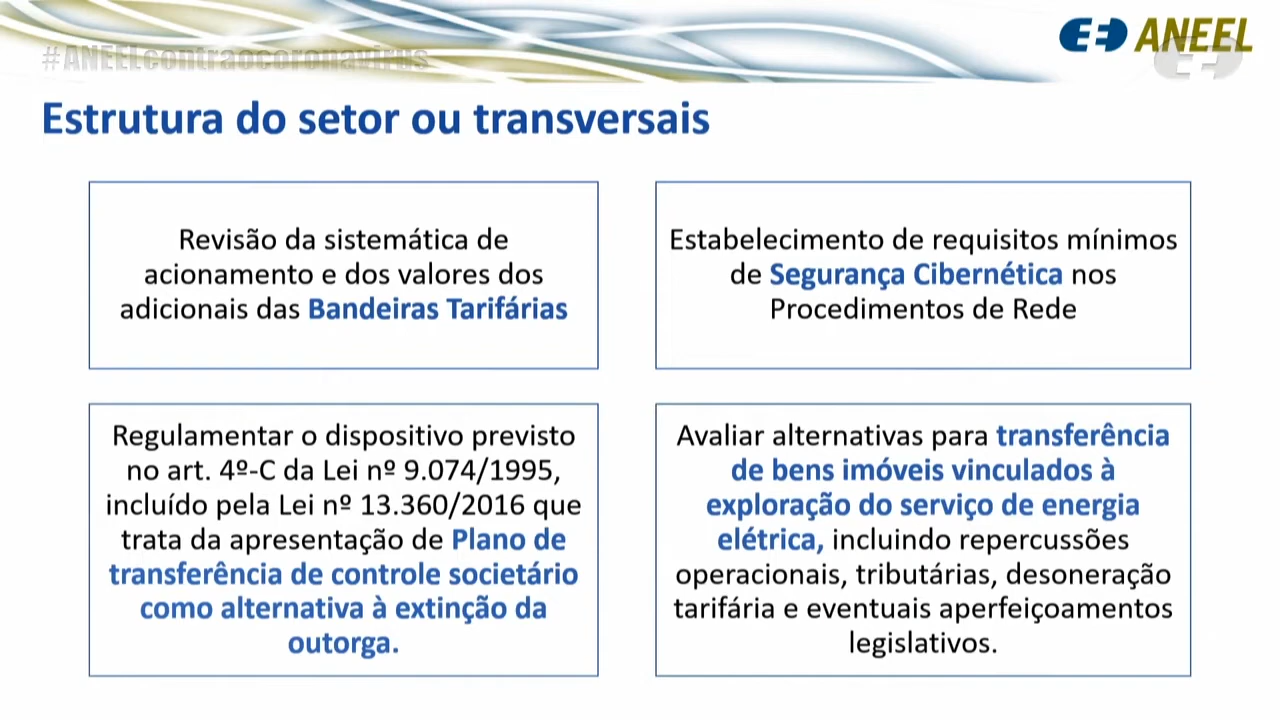 #ANEELcontraocoronavirus
ANEEL
Estrutura do setor ou transversais
Revisão da sistemática de
acionamento e dos valores dos
adicionais das Bandeiras Tarifárias
Estabelecimento de requisitos mínimos
de Segurança Cibernética nos
Procedimentos de Rede
Regulamentar o dispositivo previsto
no art. 4º-C da Lei nº 9.074/1995,
incluído pela Lei nº 13.360/2016 que
trata da apresentação de Plano de
transferência de controle societário
como alternativa à extinção da
outorga.
Avaliar alternativas para transferência
de bens imóveis vinculados à
exploração do serviço de energia
elétrica, incluindo repercussões
operacionais, tributárias, desoneração
tarifária e eventuais aperfeiçoamentos
legislativos.